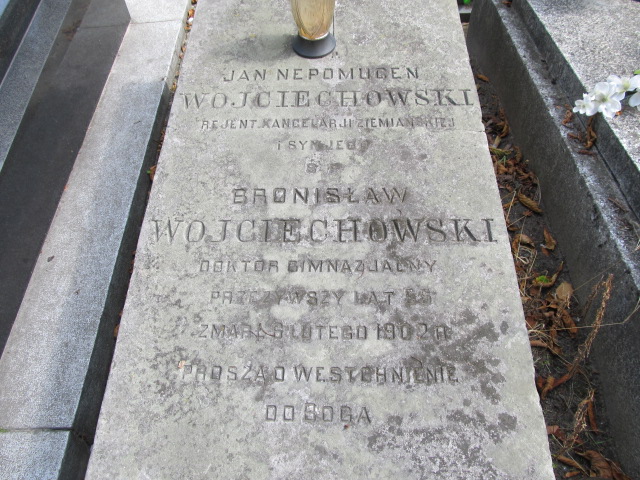 JAN NEPOMUCEN
WOJCIECHOWSKI
REJENT KANCELARJI ZIEMIAŃSKIEJ
I SYN JEGO
Ś P
BRONISŁAW
WOJCIECHOWSKI
DOKTOR GIMNAZJALNY
PRZEŻYWSZY LAT
ZMARŁ 6 LUTEGO 1902 R
PROSZĄ O WESTCHNIENIE
DO BOGA